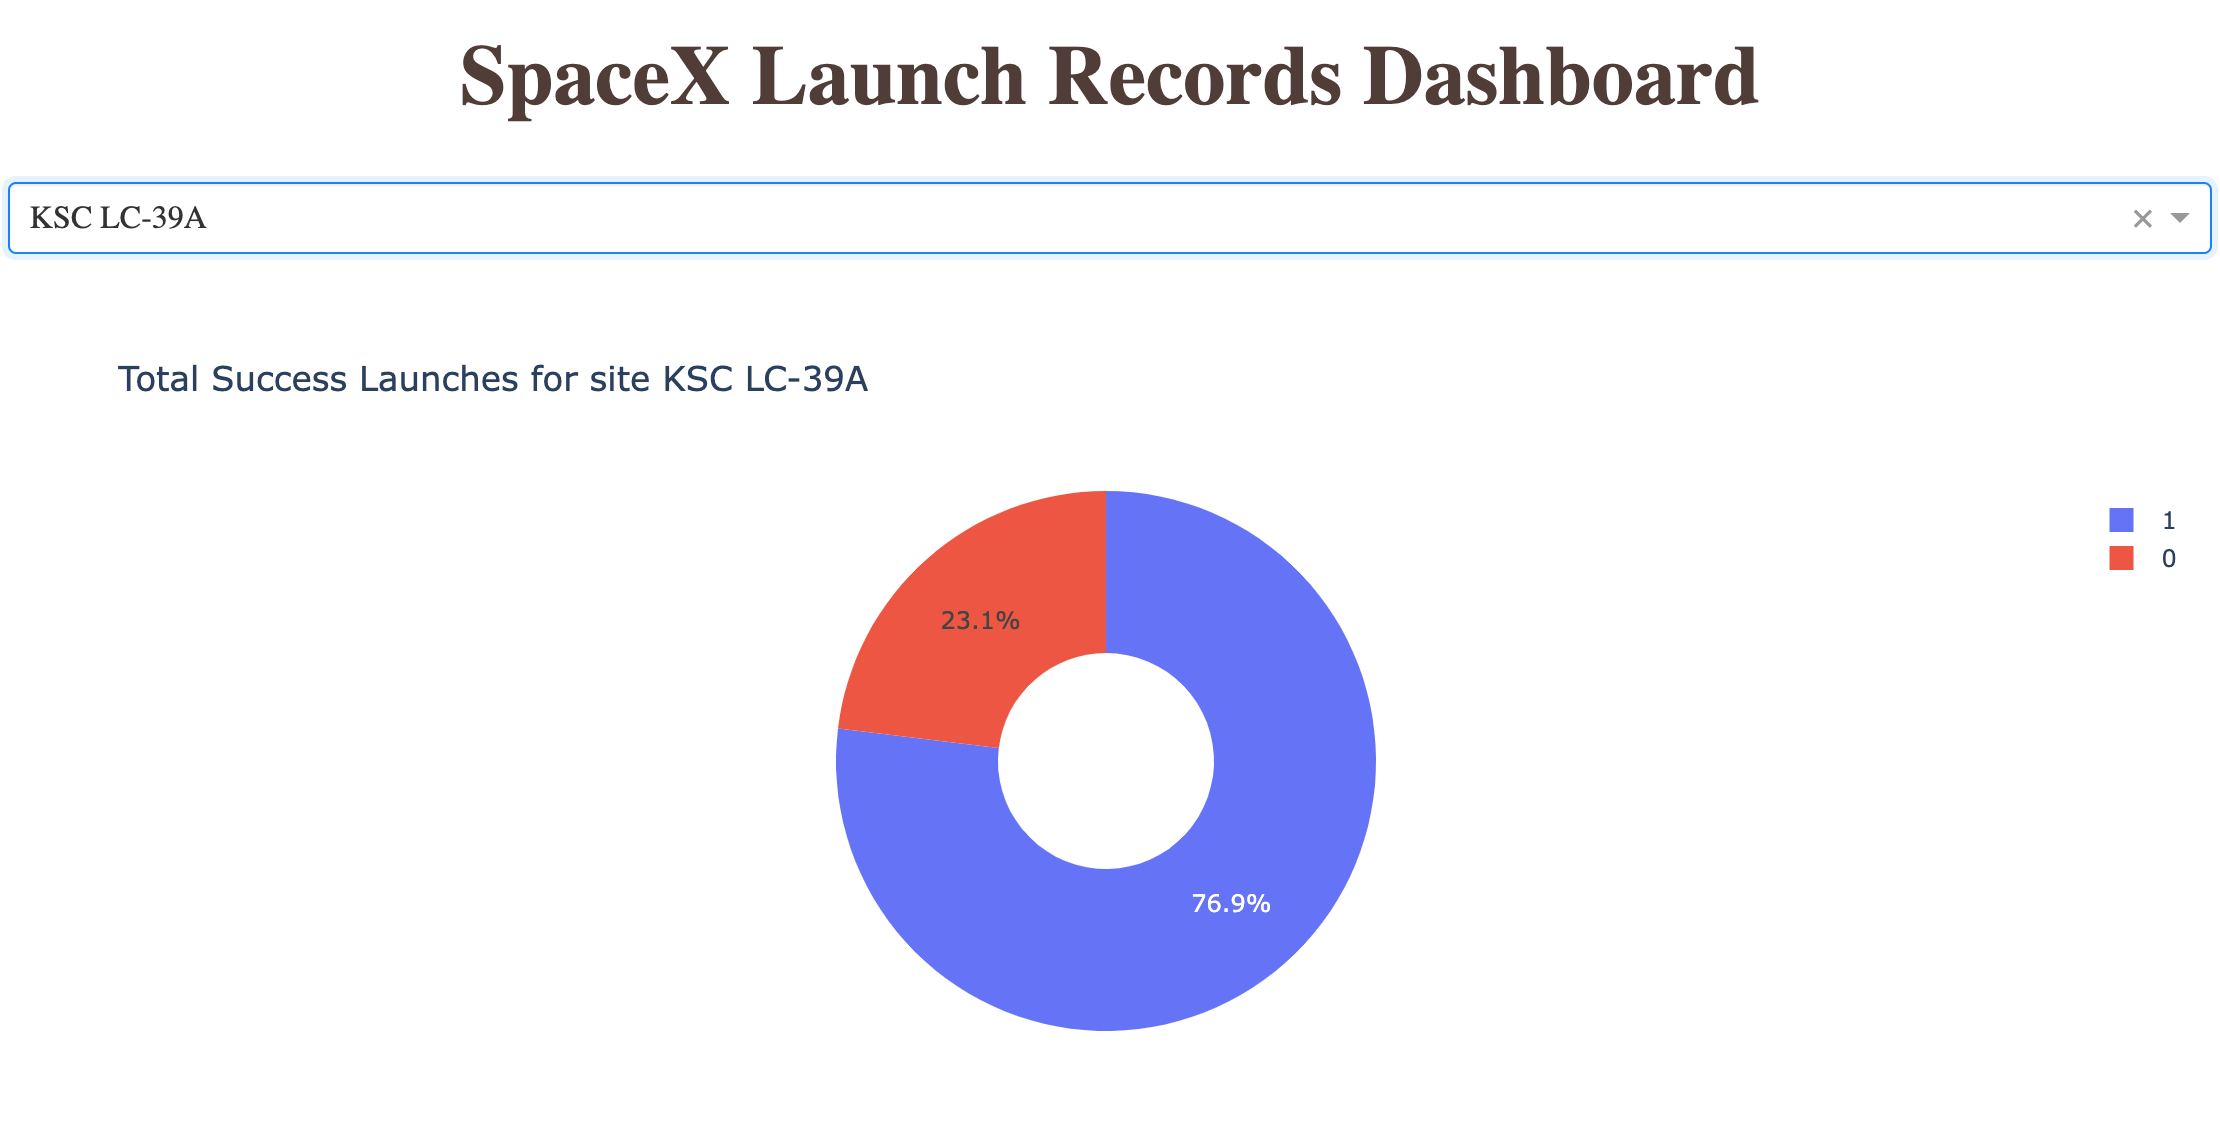 SpaceX Launch Records Dashboard
KSC LC-39A
Total Success Launches for site KSC LC-39A
1
0
23.1%
76.9%